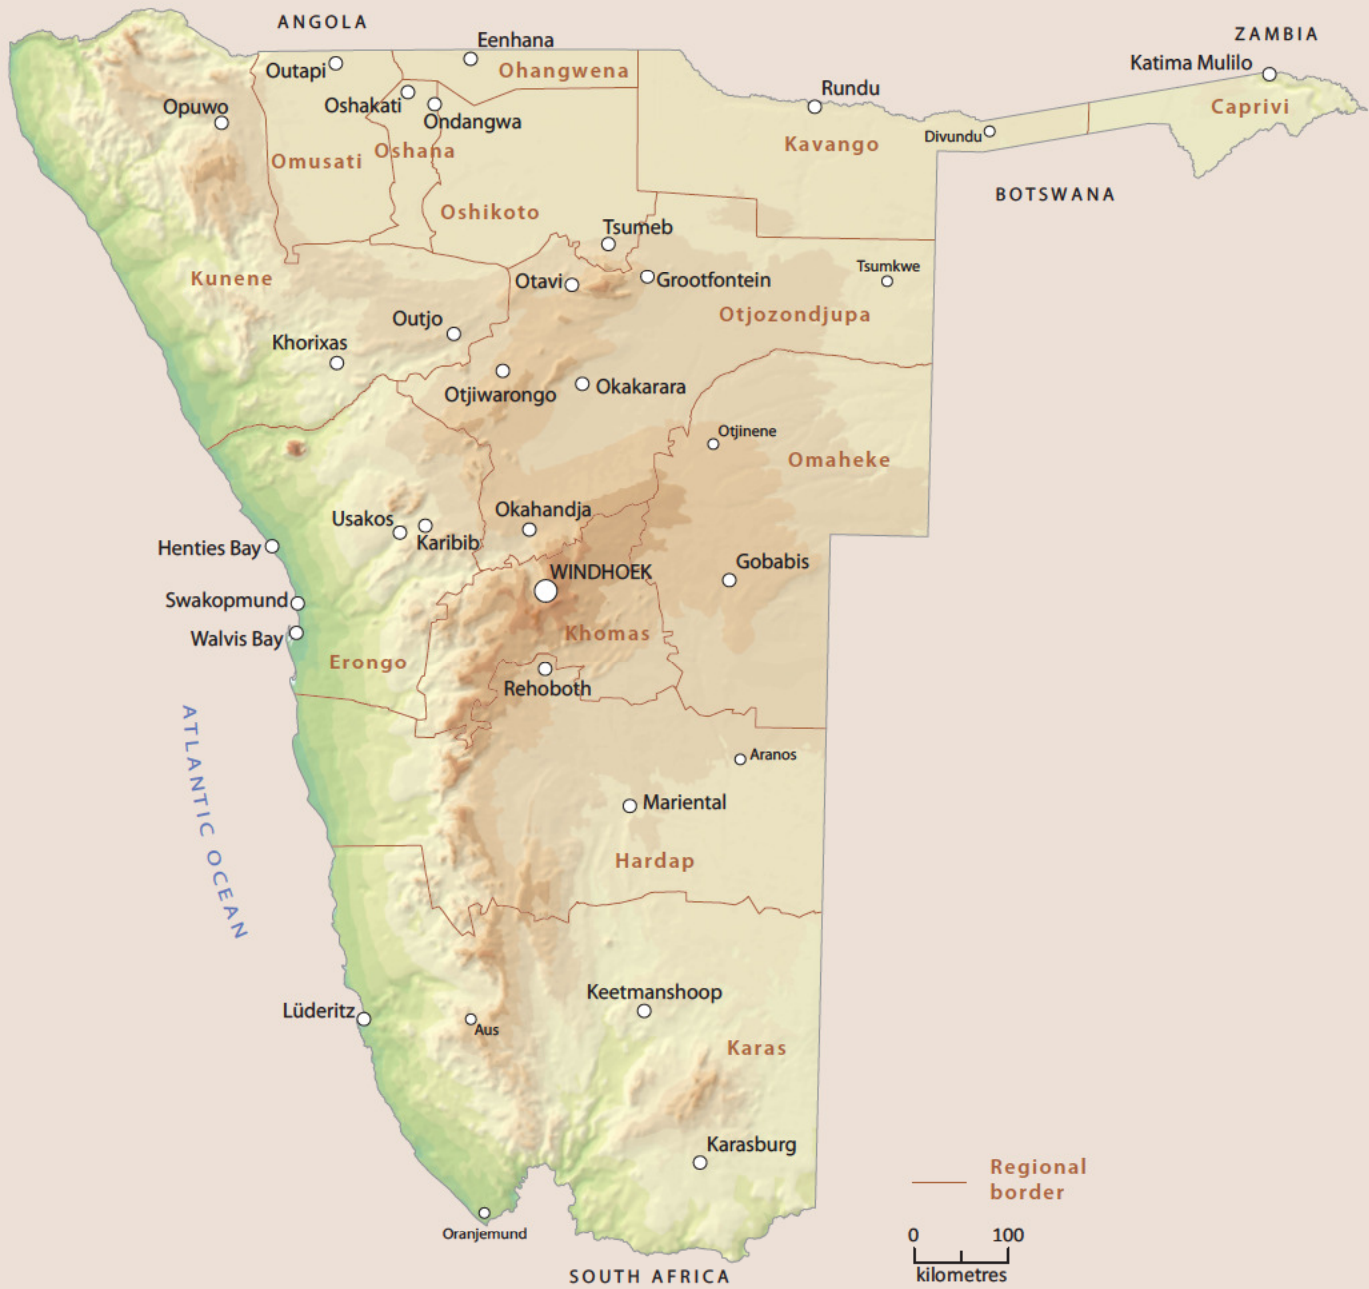 ANGOLA
ZAMBIA
Eenhana
Outapi
Ohangwena
Katima Mulilo
Rundu
Opuwo
Oshakati
Ondangwa
Caprivi
Divundu
Kavango
Omusati
Oshana
BOTSWANA
Oshikoto
Tsumeb
Tsumkwe
Kunene
Otavi
Grootfontein
Otjozondjupa
Outjo
Khorixas
Otjiwarongo
Okakarara
Otjinene
Omaheke
Okahandja
Usakos
Karibib
Henties Bay
Gobabis
WINDHOEK
Swakopmund
Walvis Bay
Khomas
Erongo
Rehoboth
ATLANTIC OCEAN
Aranos
Mariental
Hardap
Keetmanshoop
Lüderitz
Aus
Karas
Karasburg
Regional
border
Oranjemund
0 100
kilometres
SOUTH AFRICA